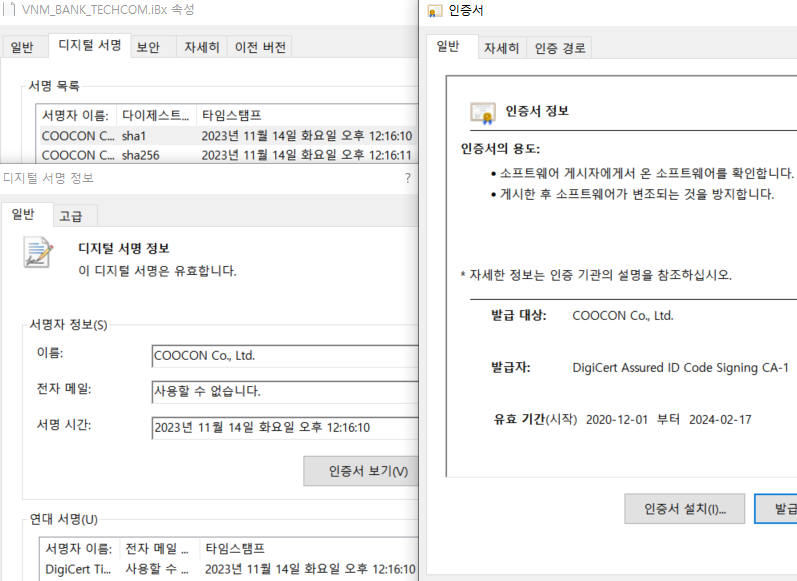 VNM_BANK_TECHCOM.iBx 속성
일반 디지털 서명 보안 자세히 이전 버전
서명 목록
서명자 이름: 다이제스트... 타임스탬프
COOCON C... sha1 2023년 11월 14일 화요일 오후 12:16:10
COOCON C... sha256 2023년 11월 14일 화요일 오후 12:16:11
디지털 서명 정보 ?
일반 고급
디지털 서명 정보
이 디지털 서명은 유효합니다.
서명자 정보(S)
이름: COOCON Co., Ltd.
전자 메일: 사용할 수 없습니다.
서명 시간: 2023년 11월 14일 화요일 오후 12:16:10
인증서 보기(V)
연대 서명(U)
서명자 이름: 전자 메일 ... 타임스탬프
DigiCert Ti... 사용할 수 ... 2023년 11월 14일 화요일 오후 12:16:10
인증서
일반 자세히 인증 경로
인증서 정보
인증서의 용도:
• 소프트웨어 게시자에게서 온 소프트웨어를 확인합니다.
• 게시한 후 소프트웨어가 변조되는 것을 방지합니다.
* 자세한 정보는 인증 기관의 설명을 참조하십시오.
발급 대상: COOCON Co., Ltd.
발급자: DigiCert Assured ID Code Signing CA-1
유효 기간(시작) 2020-12-01 부터 2024-02-17
인증서 설치(I)... 발급